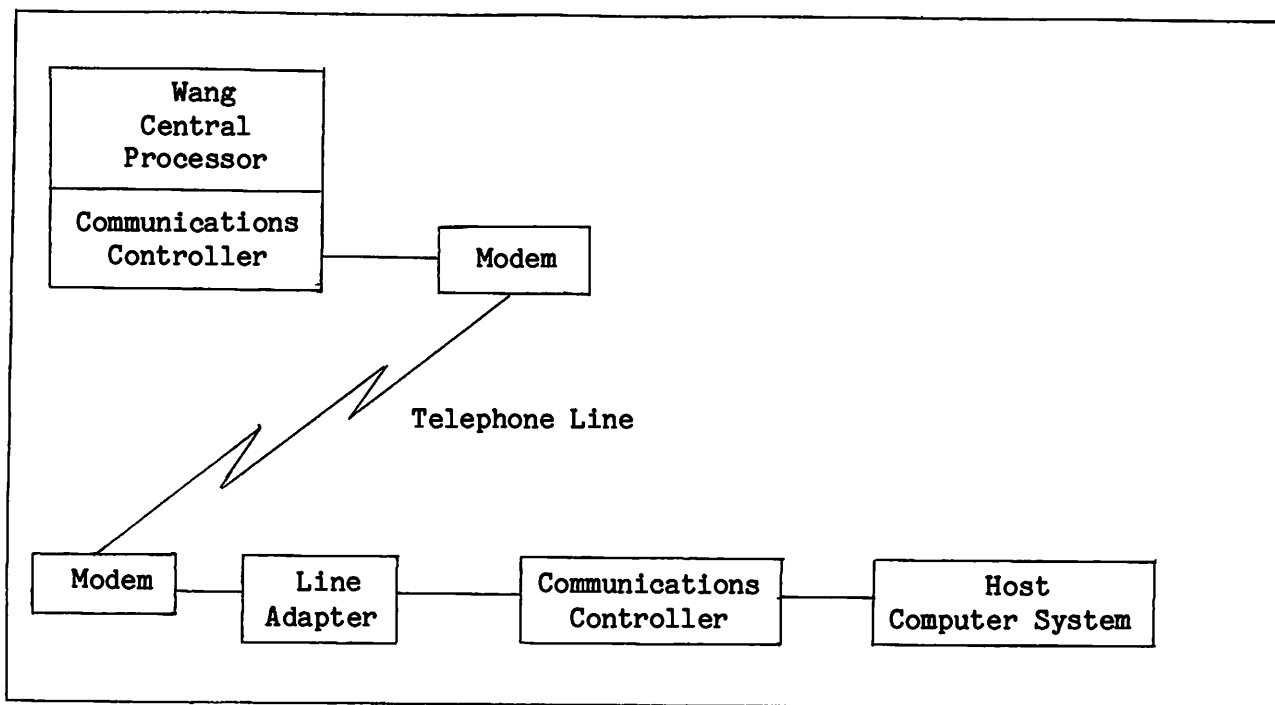 Wang
Central
Processor
Communications
Controller
Modem
Telephone Line
Modem
Line
Adapter
Communications
Controller
Host
Computer System